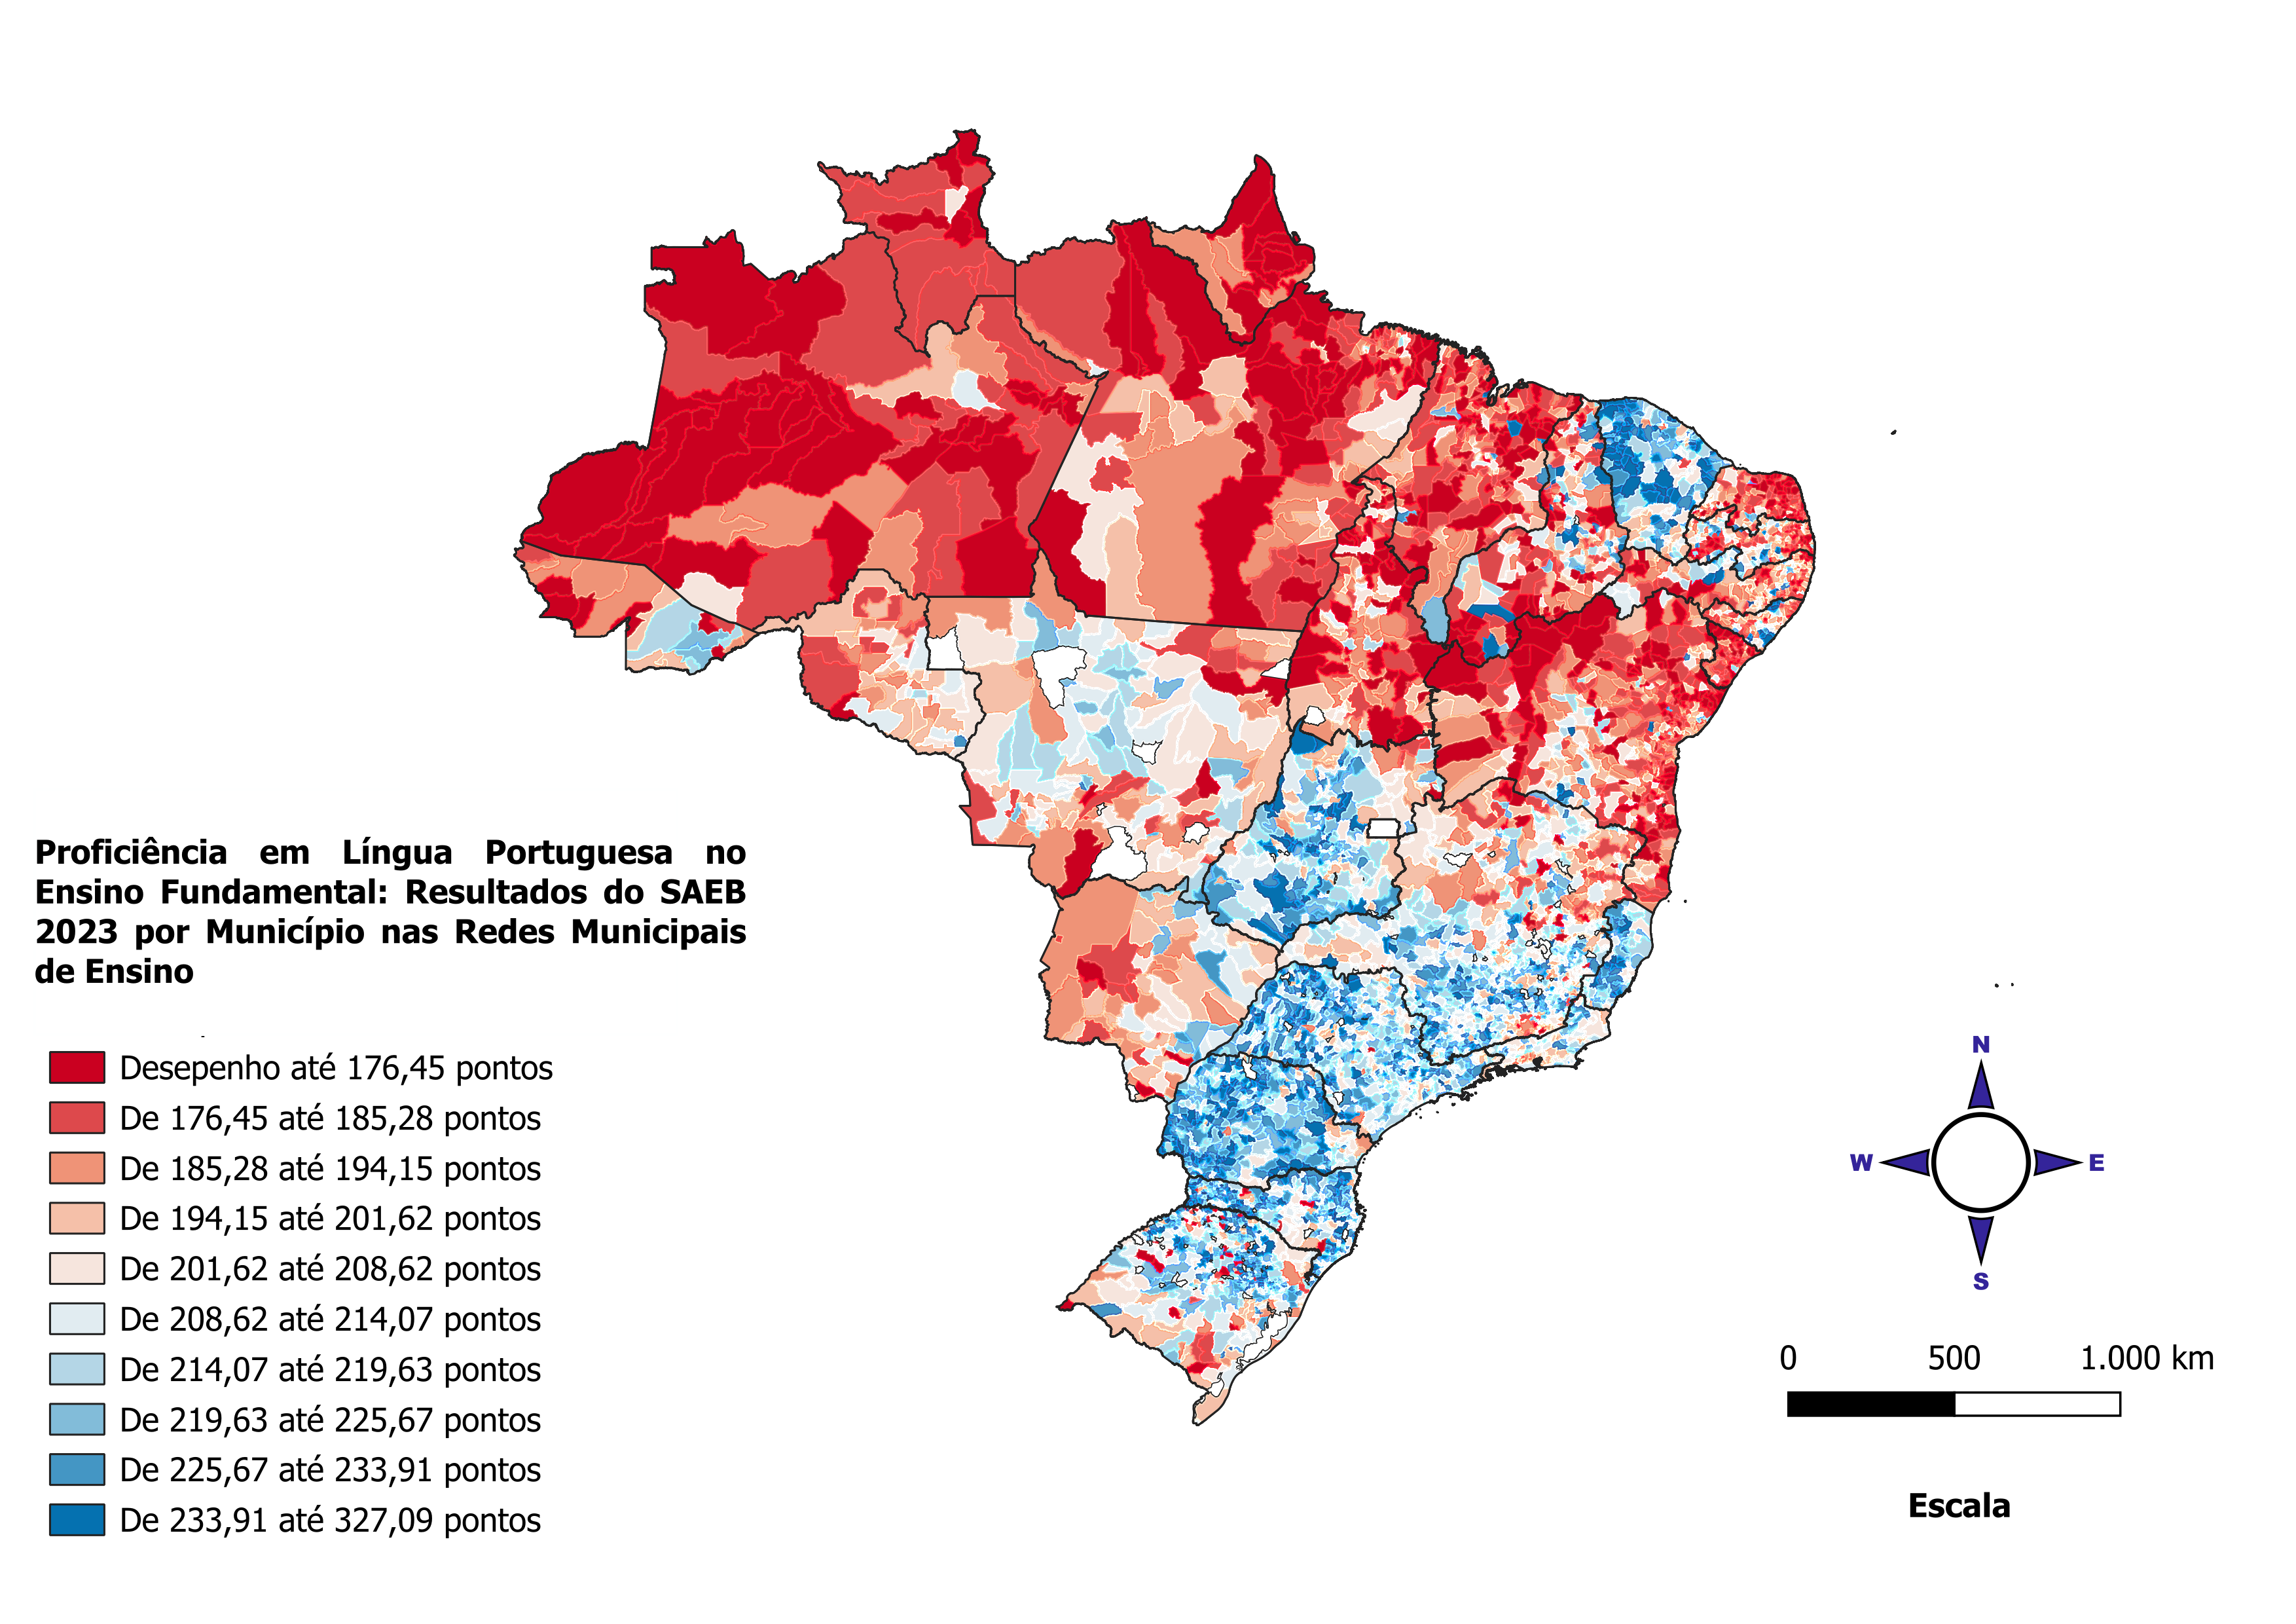 Proficiência em Língua Portuguesa no
Ensino Fundamental: Resultados do SAEB
2023 por Município nas Redes Municipais
de Ensino
Desepenho até 176,45 pontos
De 176,45 até 185,28 pontos
De 185,28 até 194,15 pontos
De 194,15 até 201,62 pontos
De 201,62 até 208,62 pontos
De 208,62 até 214,07 pontos
De 214,07 até 219,63 pontos
De 219,63 até 225,67 pontos
De 225,67 até 233,91 pontos
De 233,91 até 327,09 pontos
N
W E
S
0 500 1.000 km
Escala